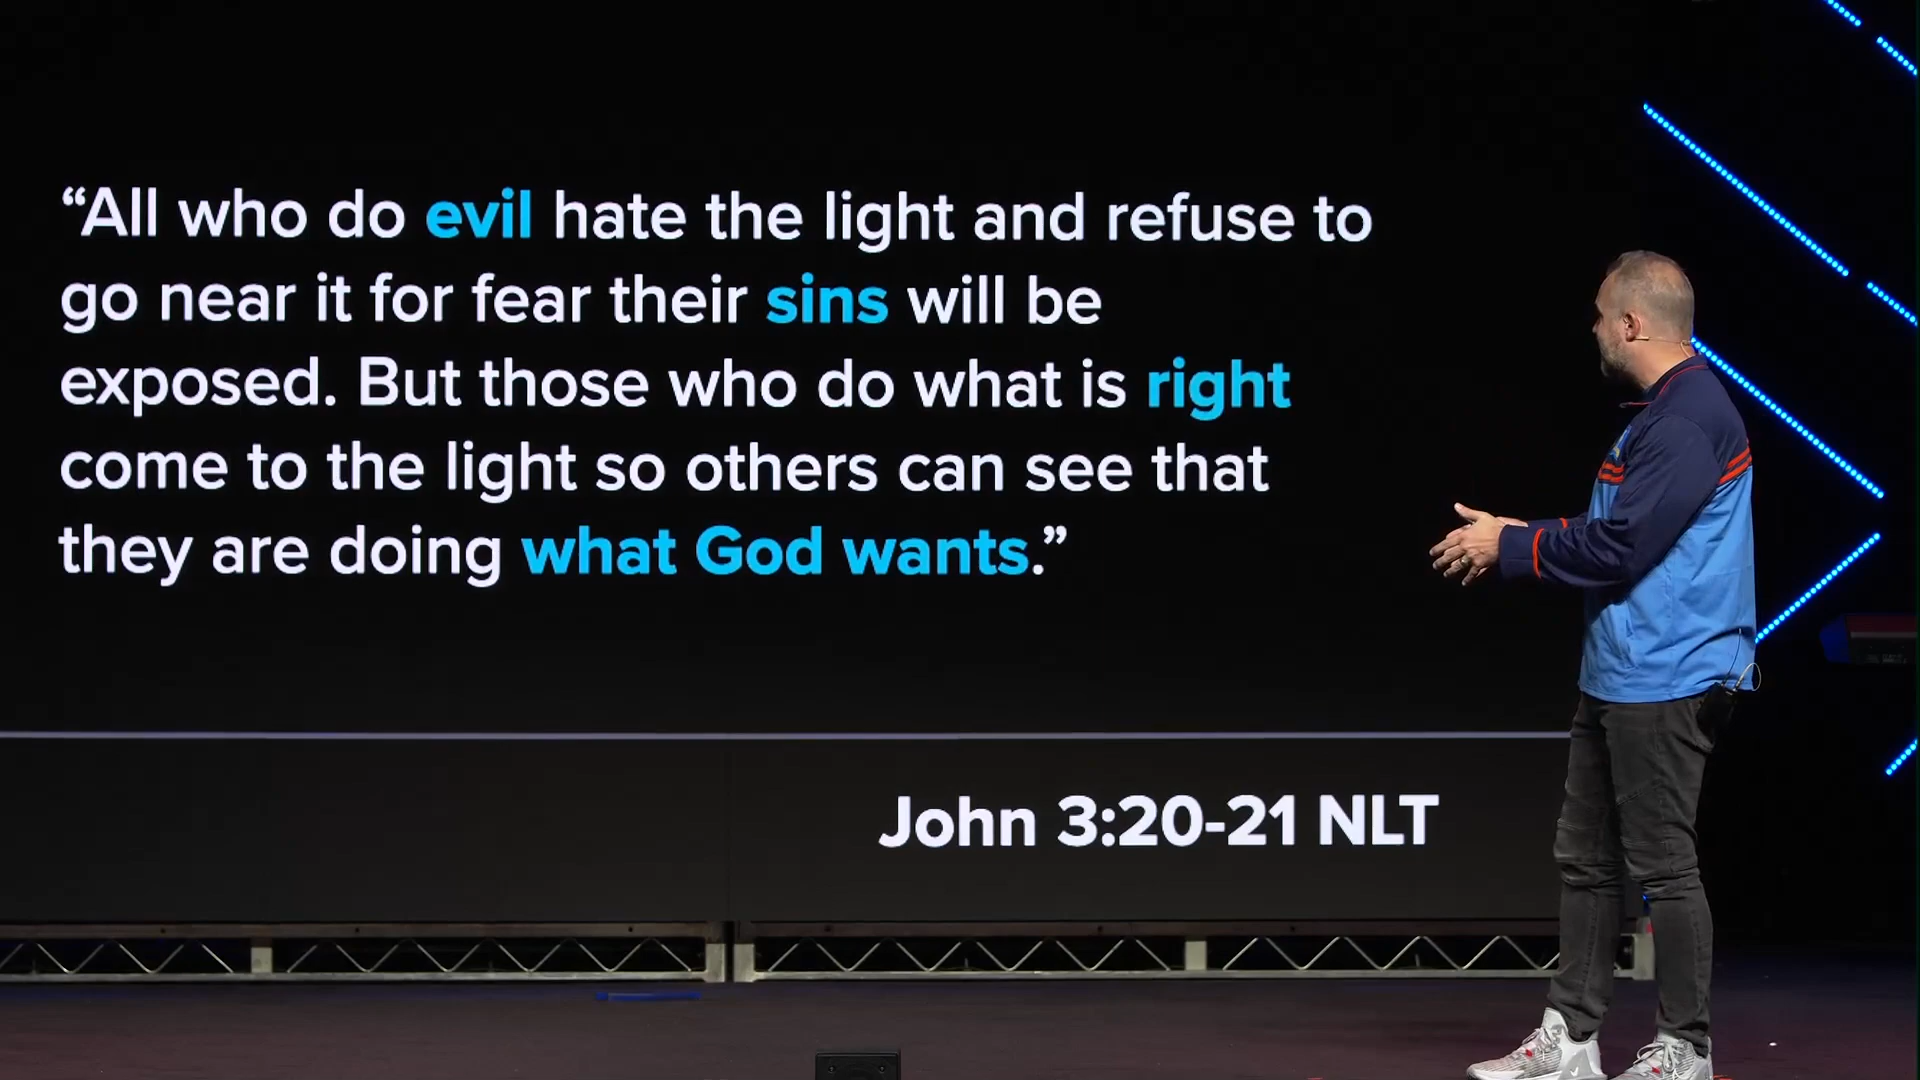 “All who do evil hate the light and refuse to
go near it for fear their sins will be
exposed. But those who do what is right
come to the light so others can see that
they are doing what God wants.”
John 3:20-21 NLT